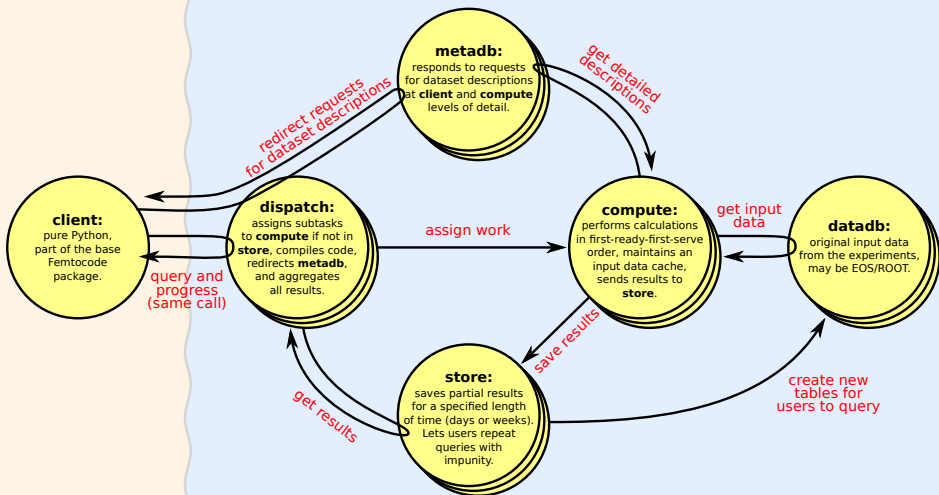 metadb:
responds to requests
for dataset descriptions
at client and compute
levels of detail.
get detailed
descriptions
redirect requests
for dataset descriptions
client:
pure Python,
part of the base
Femtocode
package.
query and
progress
(same call)
dispatch:
assigns subtasks
to compute if not in
store, compiles code,
redirects metadb,
and aggregates
all results.
assign work
compute:
performs calculations
in first-ready-first-serve
order, maintains an
input data cache,
sends results to
store.
get input
data
datadb:
original input data
from the experiments,
may be EOS/ROOT.
save results
get results
store:
saves partial results
for a specified length
of time (days or weeks).
Lets users repeat
queries with
impunity.
create new
tables for
users to query